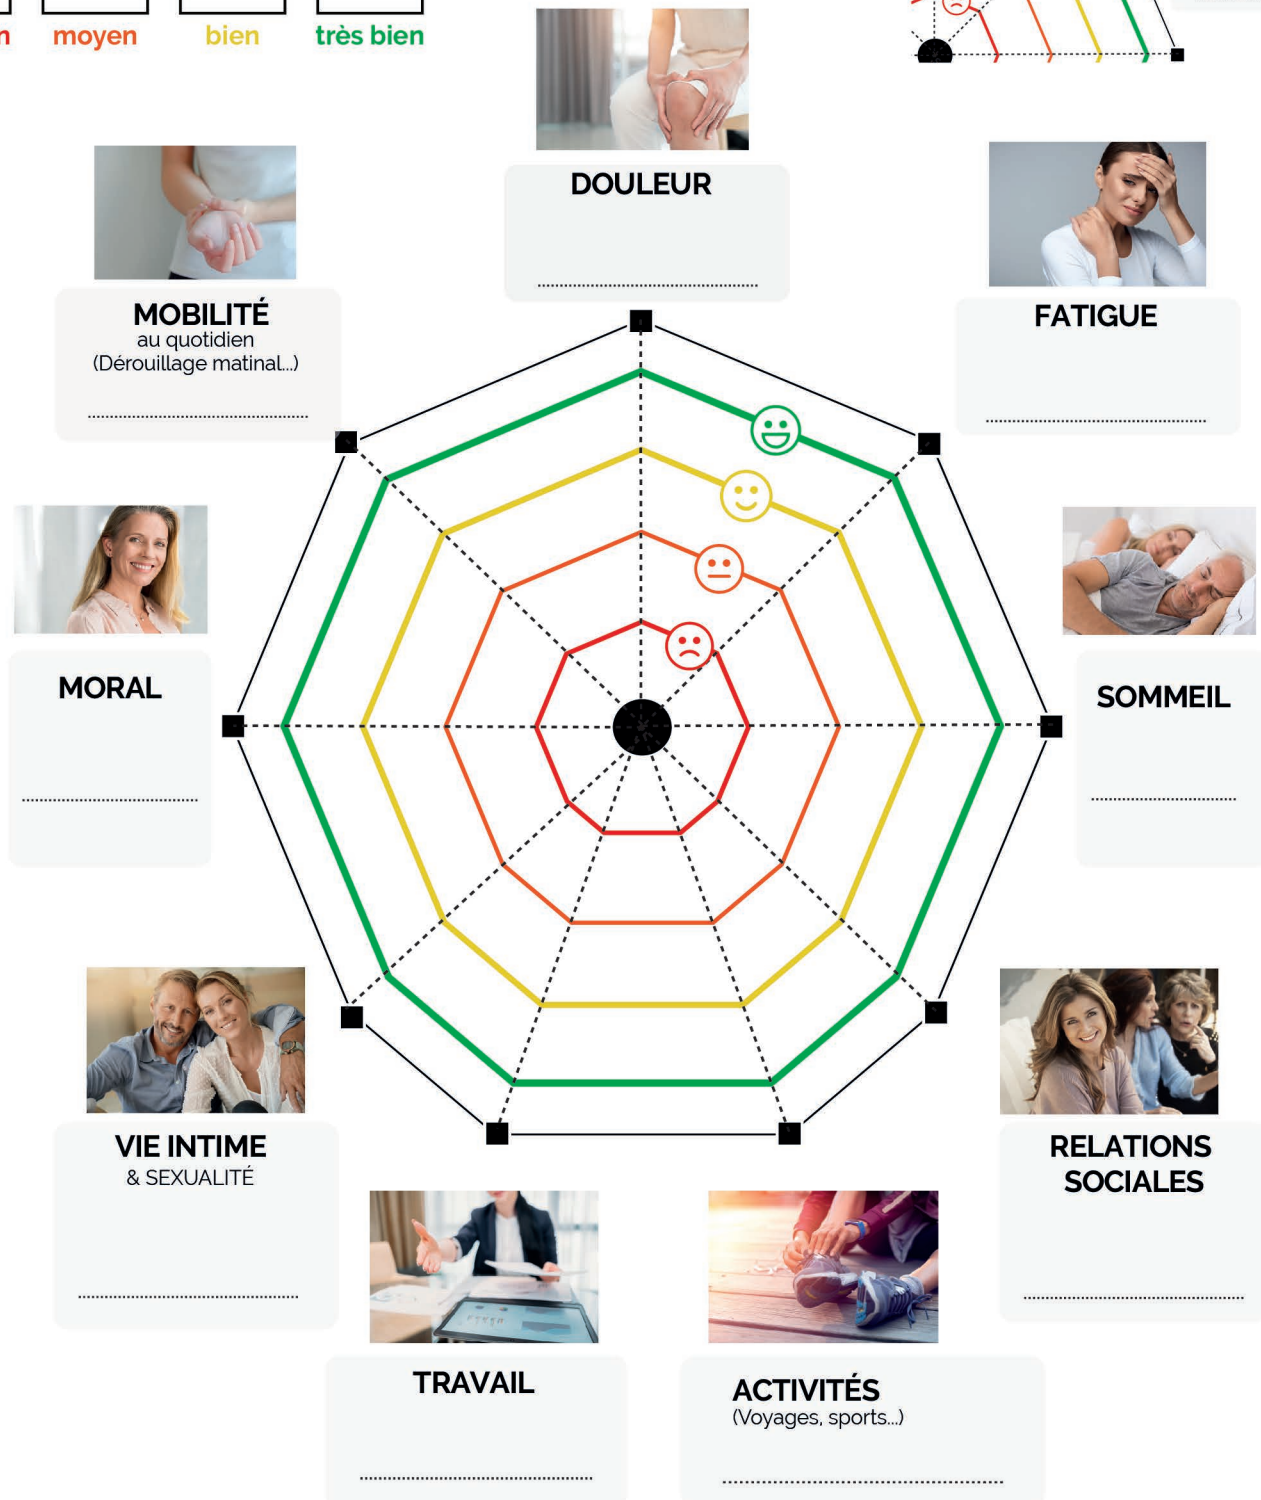 moyen
bien
très bien
DOULEUR
MOBILITÉ
au quotidien
(Dérouillage matinal...)
FATIGUE
MORAL
SOMMEIL
VIE INTIME
& SEXUALITÉ
RELATIONS
SOCIALES
TRAVAIL
ACTIVITÉS
(Voyages, sports...)